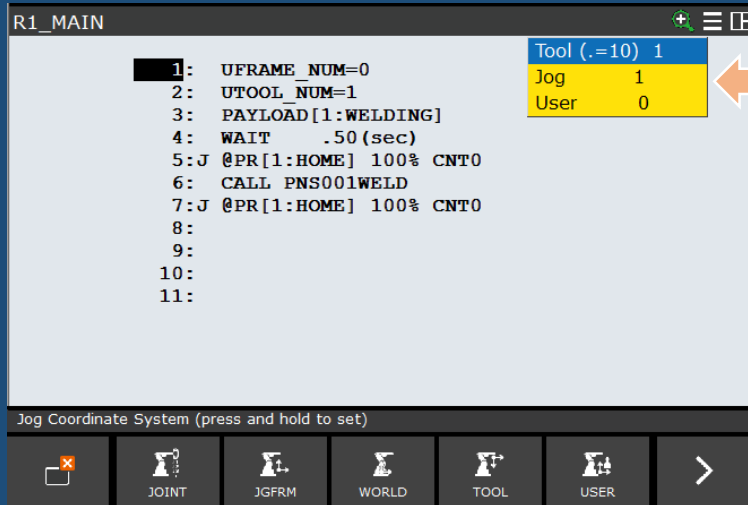 R1_MAIN
Tool (.=10) 1
Jog 1
User 0
1: UFRAME_NUM=0
2: UTOOL_NUM=1
3: PAYLOAD[1:WELDING]
4: WAIT .50(sec)
5:J @PR[1:HOME] 100% CNT0
6: CALL PNS001WELD
7:J @PR[1:HOME] 100% CNT0
8:
9:
10:
11:
Jog Coordinate System (press and hold to set)
JOINT JGFRM WORLD TOOL USER